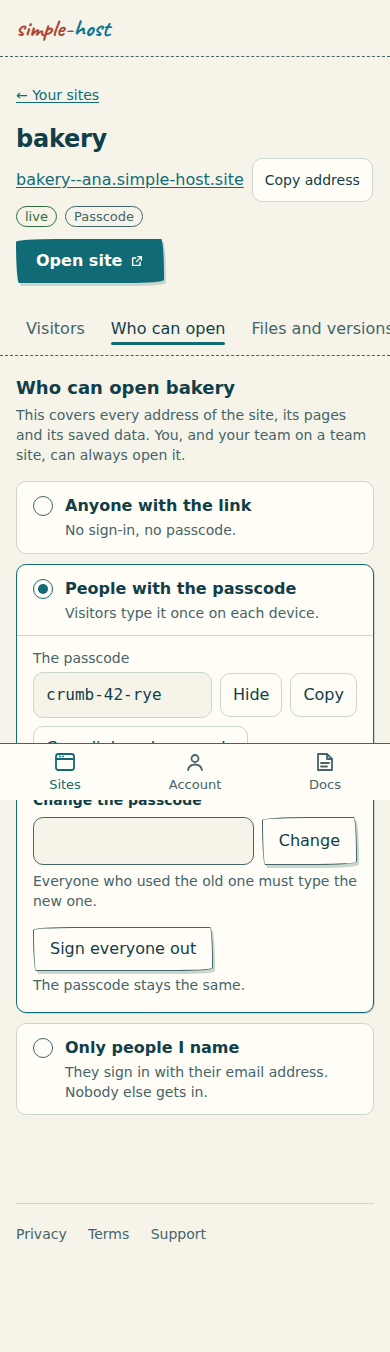 simple-host
← Your sites
bakery
bakery--ana.simple-host.site
Copy address
live
Passcode
Open site
Visitors
Who can open
Files and versions
Who can open bakery
This covers every address of the site, its pages
and its saved data. You, and your team on a team
site, can always open it.
Anyone with the link
No sign-in, no passcode.
People with the passcode
Visitors type it once on each device.
The passcode
crumb-42-rye
Hide
Copy
Sites
Account
Docs
Change the passcode
Change
Everyone who used the old one must type the
new one.
Sign everyone out
The passcode stays the same.
Only people I name
They sign in with their email address.
Nobody else gets in.
Privacy
Terms
Support